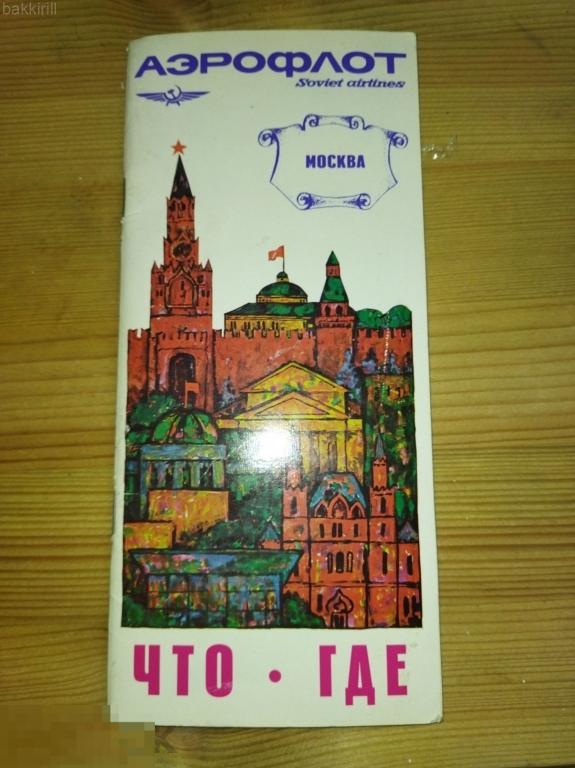 bakkirill
АЭРОФЛОТ
Soviet airlines
МОСКВА
ЧТО • ГДЕ